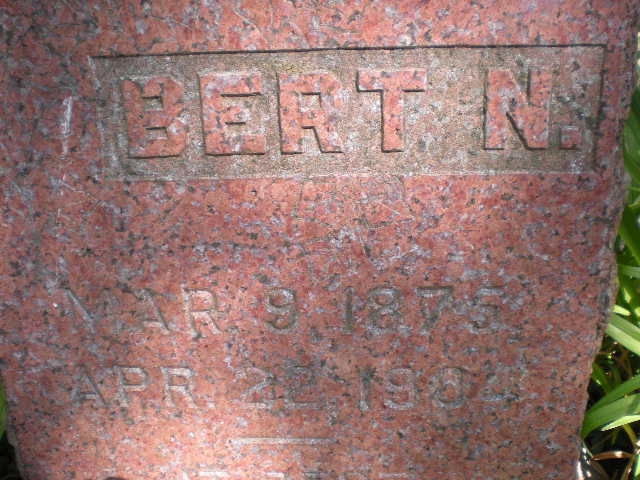 BERT N.
MAR. 9. 1875
APR. 22. 1904